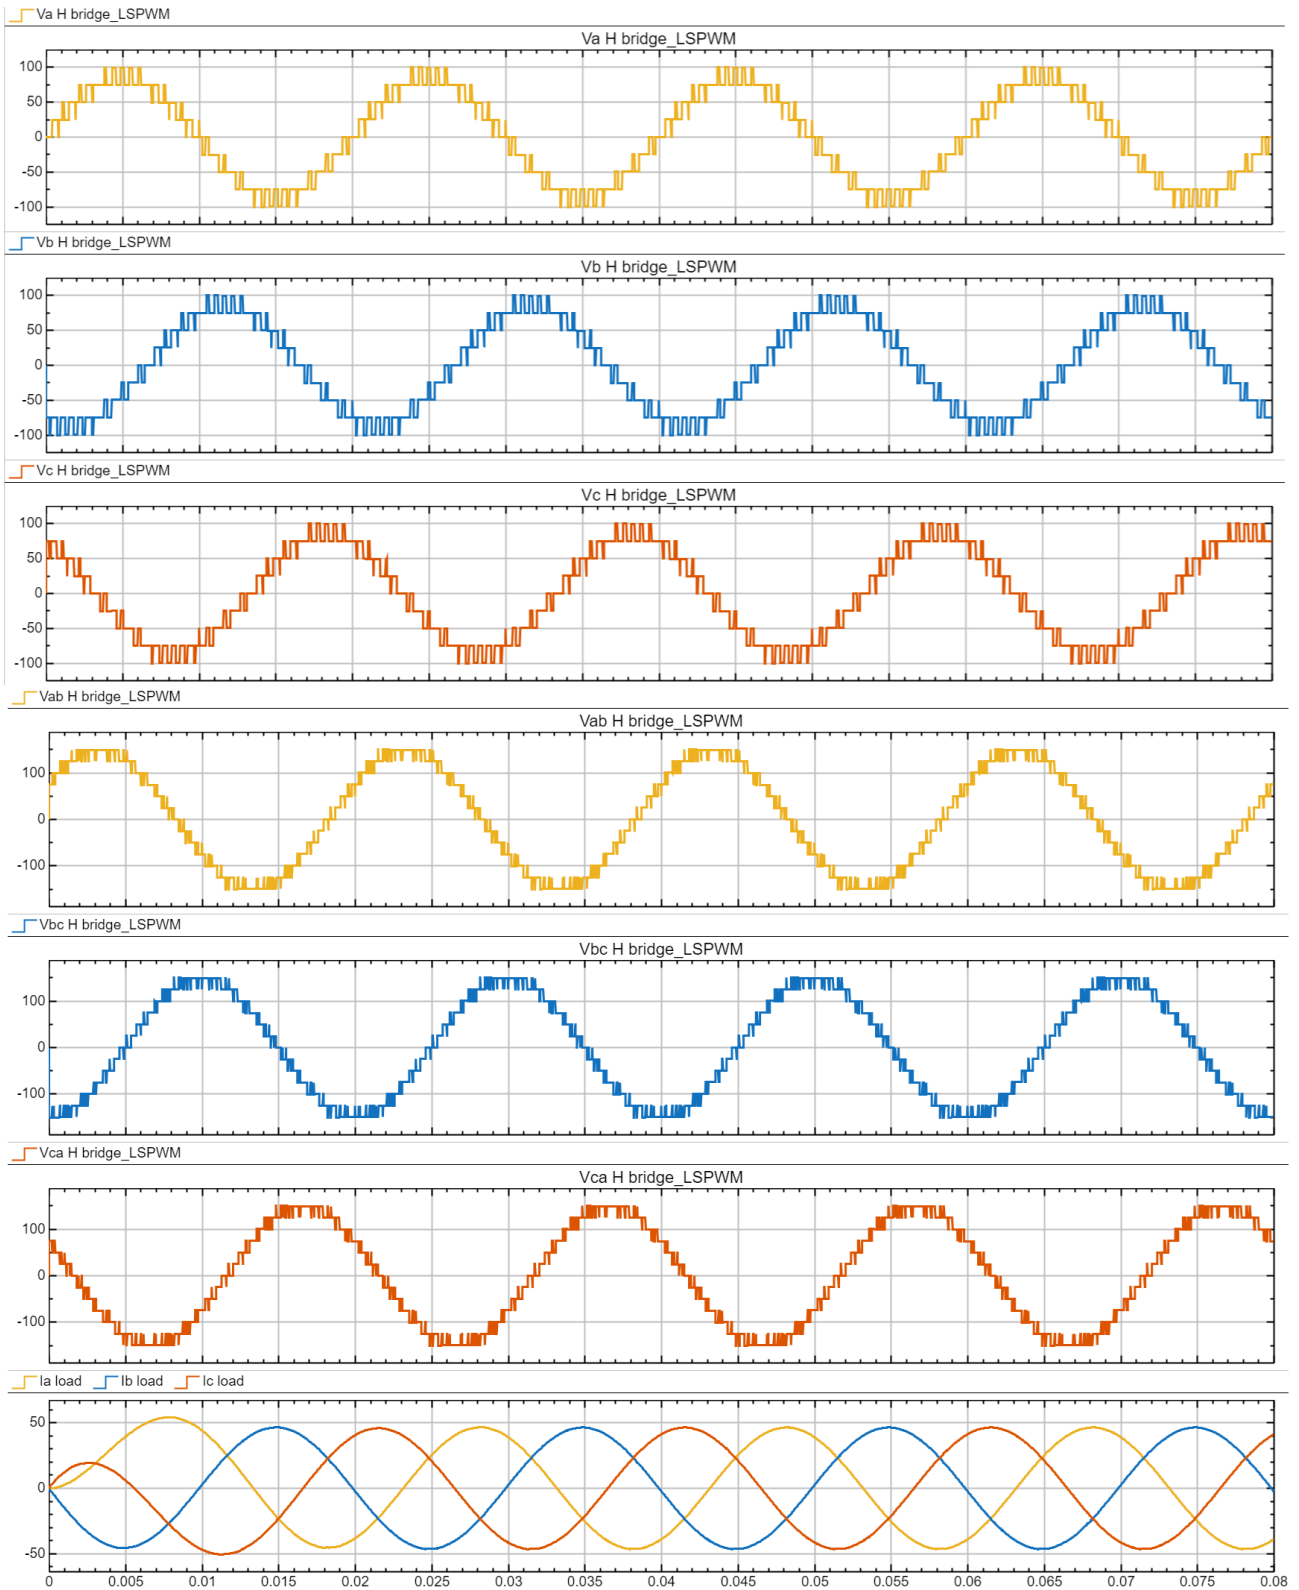 Va H bridge_LSPWM
Va H bridge_LSPWM
100
50
0
-50
-100
Vb H bridge_LSPWM
Vb H bridge_LSPWM
100
50
0
-50
-100
Vc H bridge_LSPWM
Vc H bridge_LSPWM
100
50
0
-50
-100
Vab H bridge_LSPWM
Vab H bridge_LSPWM
100
0
-100
Vbc H bridge_LSPWM
Vbc H bridge_LSPWM
100
0
-100
Vca H bridge_LSPWM
Vca H bridge_LSPWM
100
0
-100
Ia load Ib load Ic load
50
0
-50
0 0.005 0.01 0.015 0.02 0.025 0.03 0.035 0.04 0.045 0.05 0.055 0.06 0.065 0.07 0.075 0.08